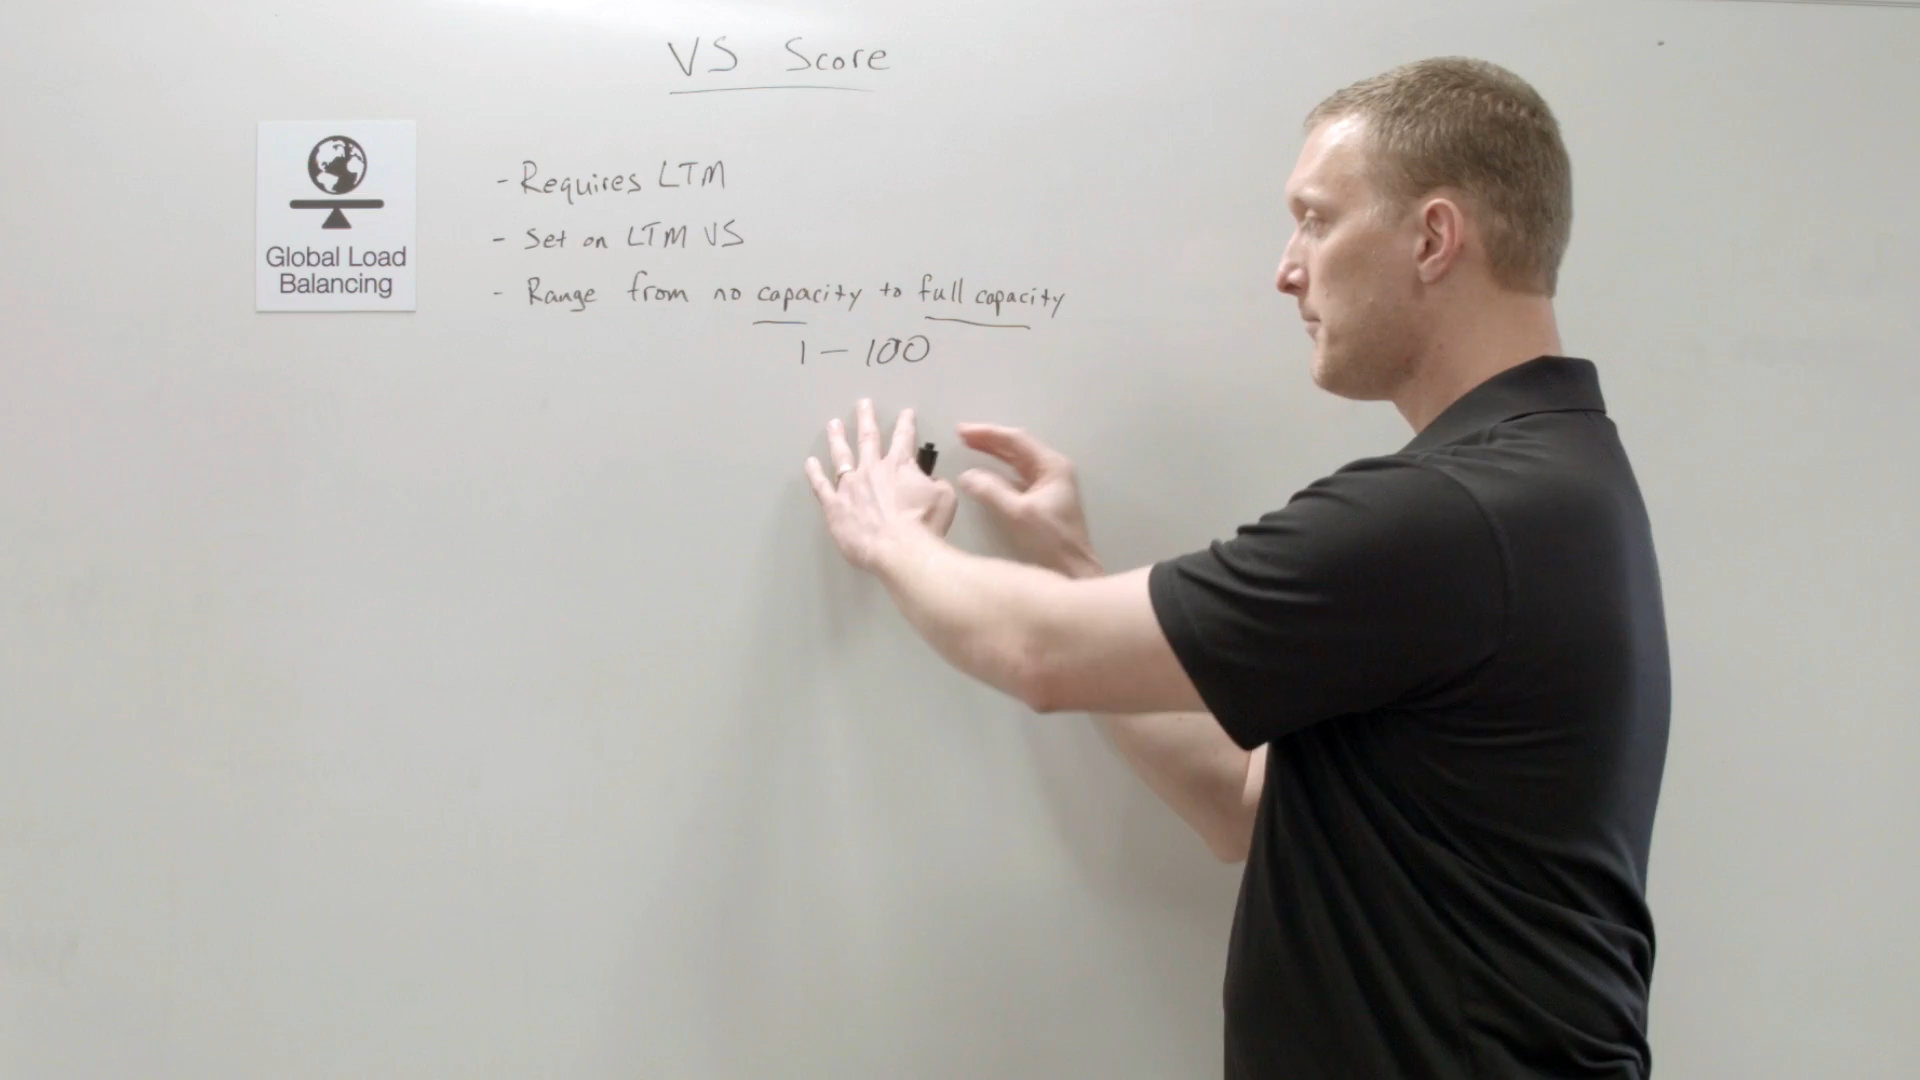 VS Score
Global Load
Balancing
- Requires LTM
- Set on LTM VS
- Range from no capacity to full capacity
1 - 100